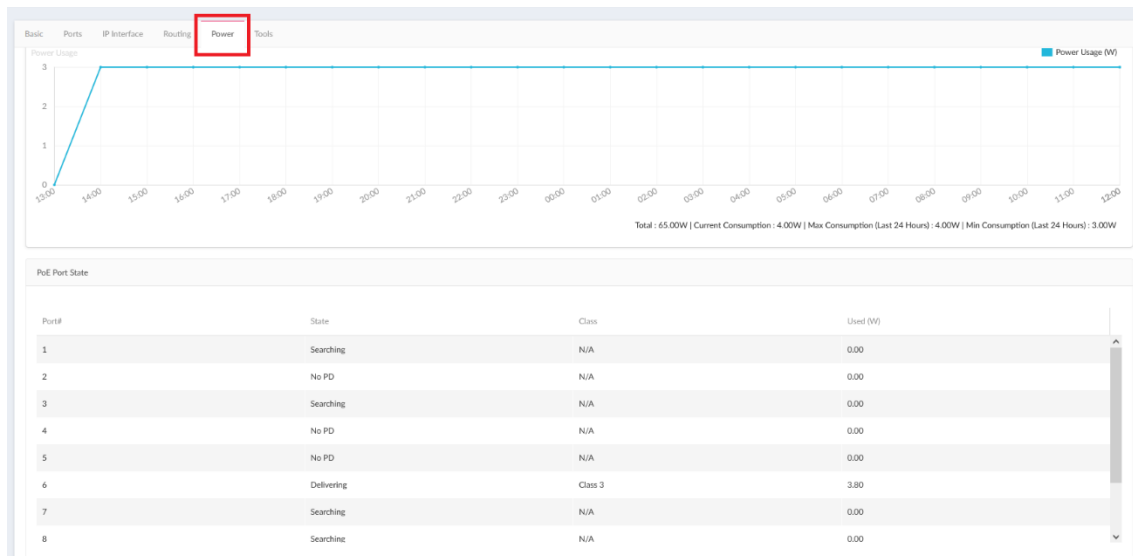 Basic Ports IP Interface Routing Power Tools
Power Usage
Power Usage (W)
3
2
1
0
13:00 14:00 15:00 16:00 17:00 18:00 19:00 20:00 21:00 22:00 23:00 00:00 01:00 02:00 03:00 04:00 05:00 06:00 07:00 08:00 09:00 10:00 11:00 12:00
Total : 65.00W | Current Consumption : 4.00W | Max Consumption (Last 24 Hours) : 4.00W | Min Consumption (Last 24 Hours) : 3.00W
PoE Port State
Port# State Class Used (W)
1 Searching N/A 0.00
2 No PD N/A 0.00
3 Searching N/A 0.00
4 No PD N/A 0.00
5 No PD N/A 0.00
6 Delivering Class 3 3.80
7 Searching N/A 0.00
8 Searching N/A 0.00